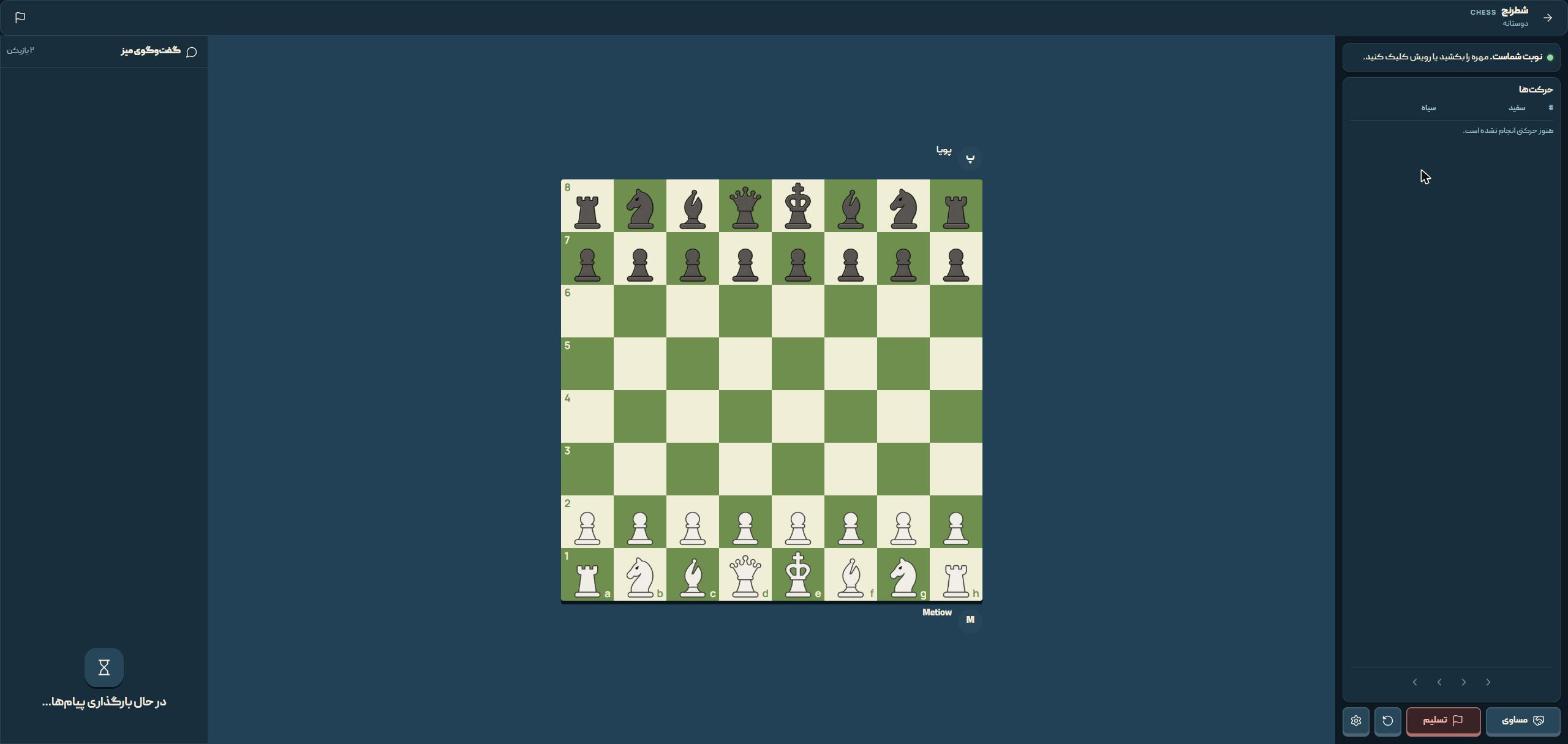 شطرنج CHESS
دوستانه
نوبت شماست. مهره را بکشید یا رویش کلیک کنید.
حرکت‌ها
# سفید سیاه
هنوز حرکتی انجام نشده است.
مساوی
تسلیم
پ پویا
8
7
6
5
4
3
2
1
a b c d e f g h
M Metiow
گفت‌وگوی میز
۲ بازیکن
در حال بارگذاری پیام‌ها...